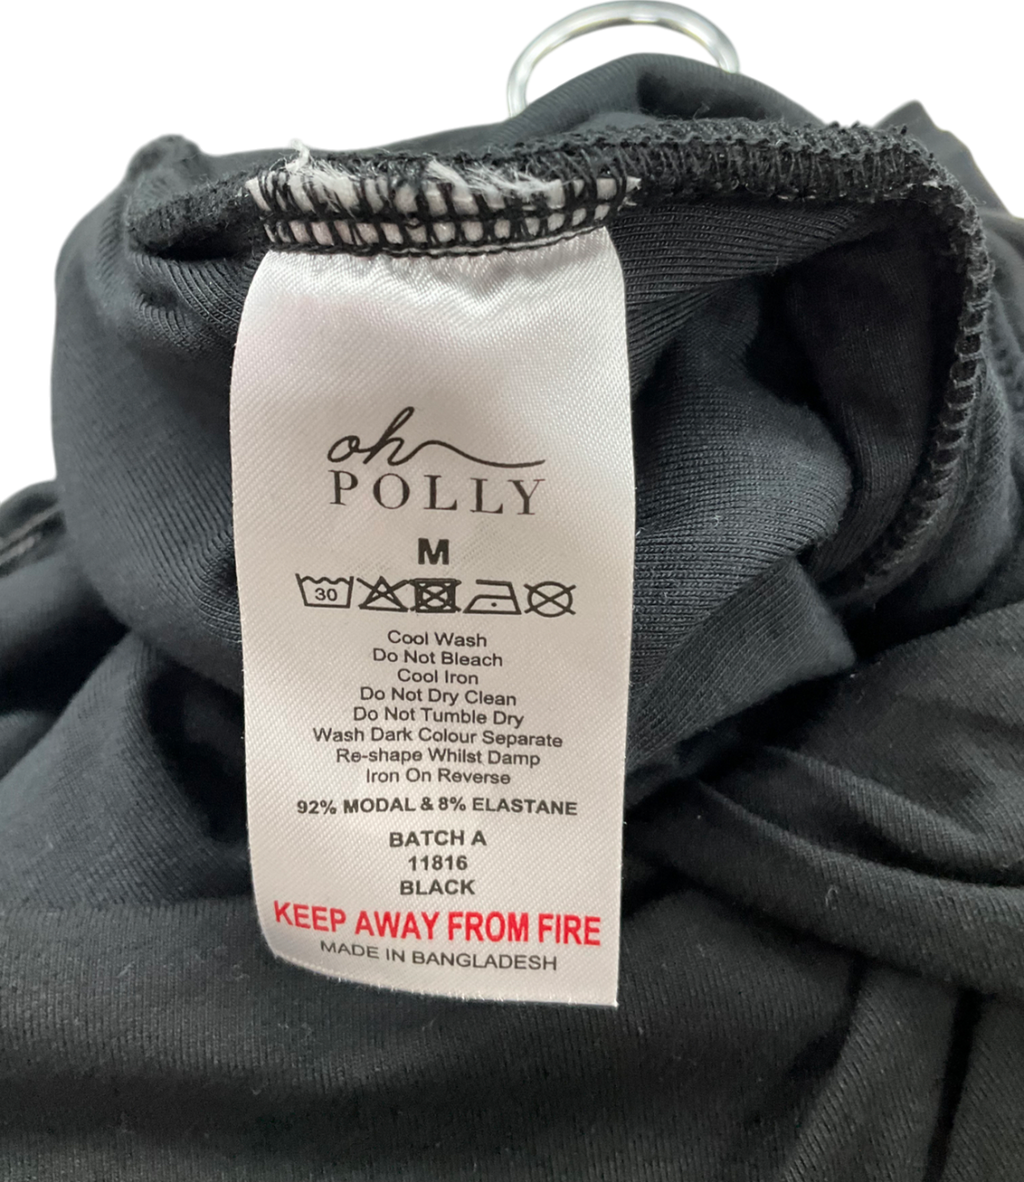 oh
POLLY
M
30
Cool Wash
Do Not Bleach
Cool Iron
Do Not Dry Clean
Do Not Tumble Dry
Wash Dark Colour Separate
Re-shape Whilst Damp
Iron On Reverse
92% MODAL & 8% ELASTANE
BATCH A
11816
BLACK
KEEP AWAY FROM FIRE
MADE IN BANGLADESH